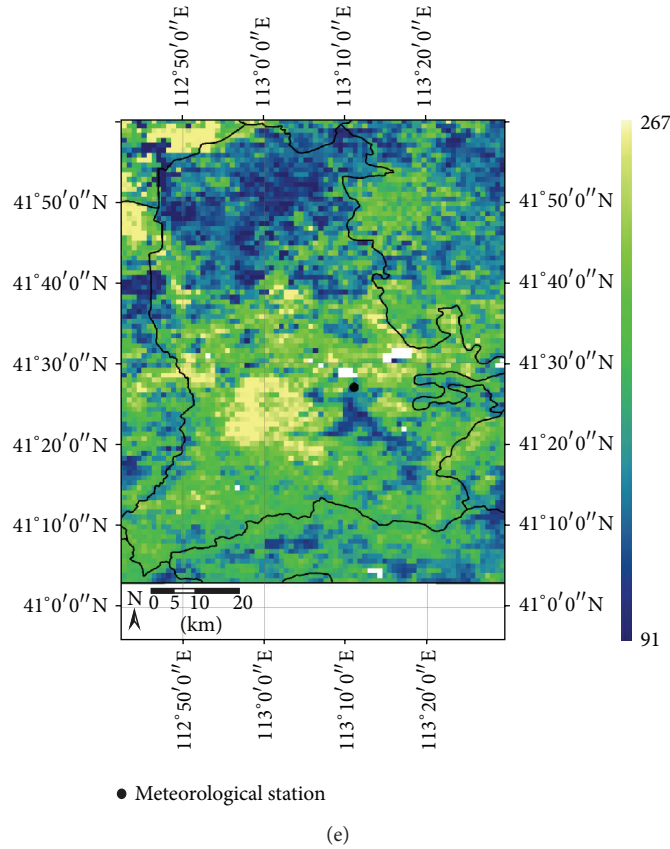 112°50′0″E
113°0′0″E
113°10′0″E
113°20′0″E
267
41°50′0″N
41°50′0″N
41°40′0″N
41°40′0″N
41°30′0″N
41°30′0″N
41°20′0″N
41°20′0″N
41°10′0″N
41°10′0″N
41°0′0″N
41°0′0″N
N
0 5 10 20
(km)
91
112°50′0″E
113°0′0″E
113°10′0″E
113°20′0″E
Meteorological station
(e)